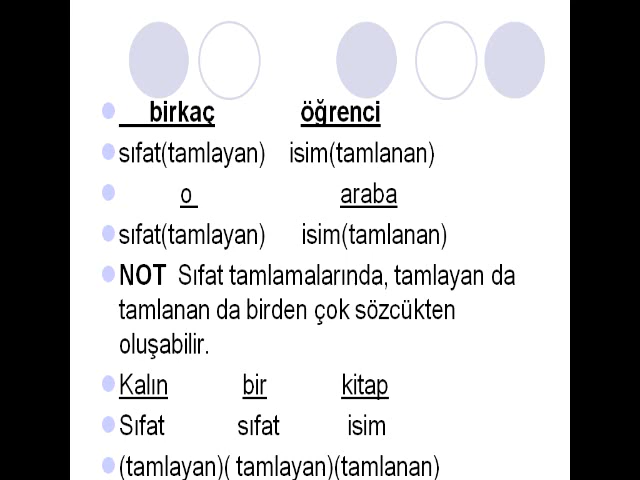 birkaç öğrenci
sıfat(tamlayan) isim(tamlanan)
o araba
sıfat(tamlayan) isim(tamlanan)
NOT Sıfat tamlamalarında, tamlayan da
tamlanan da birden çok sözcükten
oluşabilir.
Kalın bir kitap
Sıfat sıfat isim
(tamlayan)( tamlayan)(tamlanan)